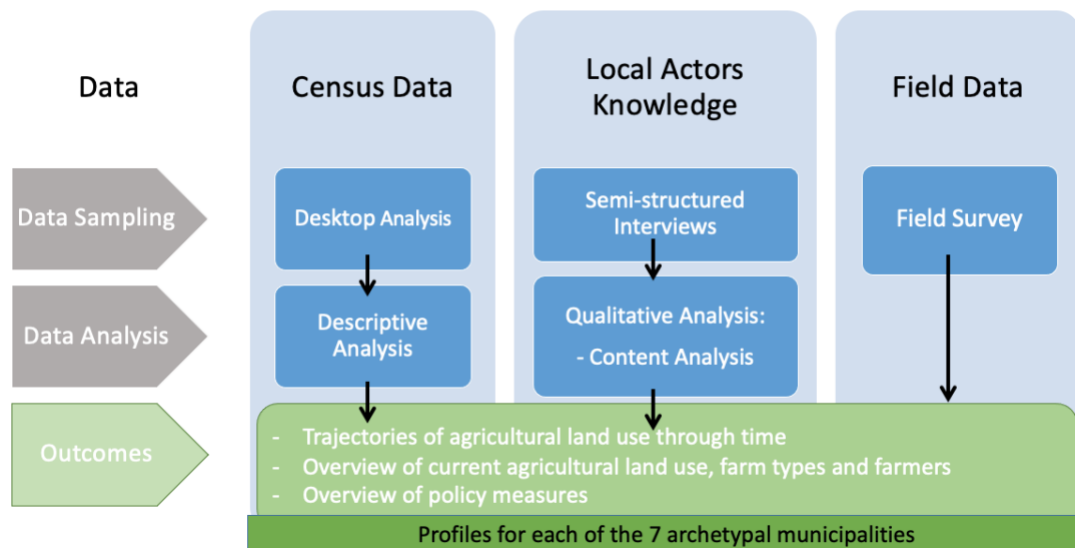 Data
Census Data
Local Actors
Knowledge
Field Data
Data Sampling
Desktop Analysis
Semi-structured
Interviews
Field Survey
Data Analysis
Descriptive
Analysis
Qualitative Analysis:
- Content Analysis
Outcomes
- Trajectories of agricultural land use through time
- Overview of current agricultural land use, farm types and farmers
- Overview of policy measures
Profiles for each of the 7 archetypal municipalities